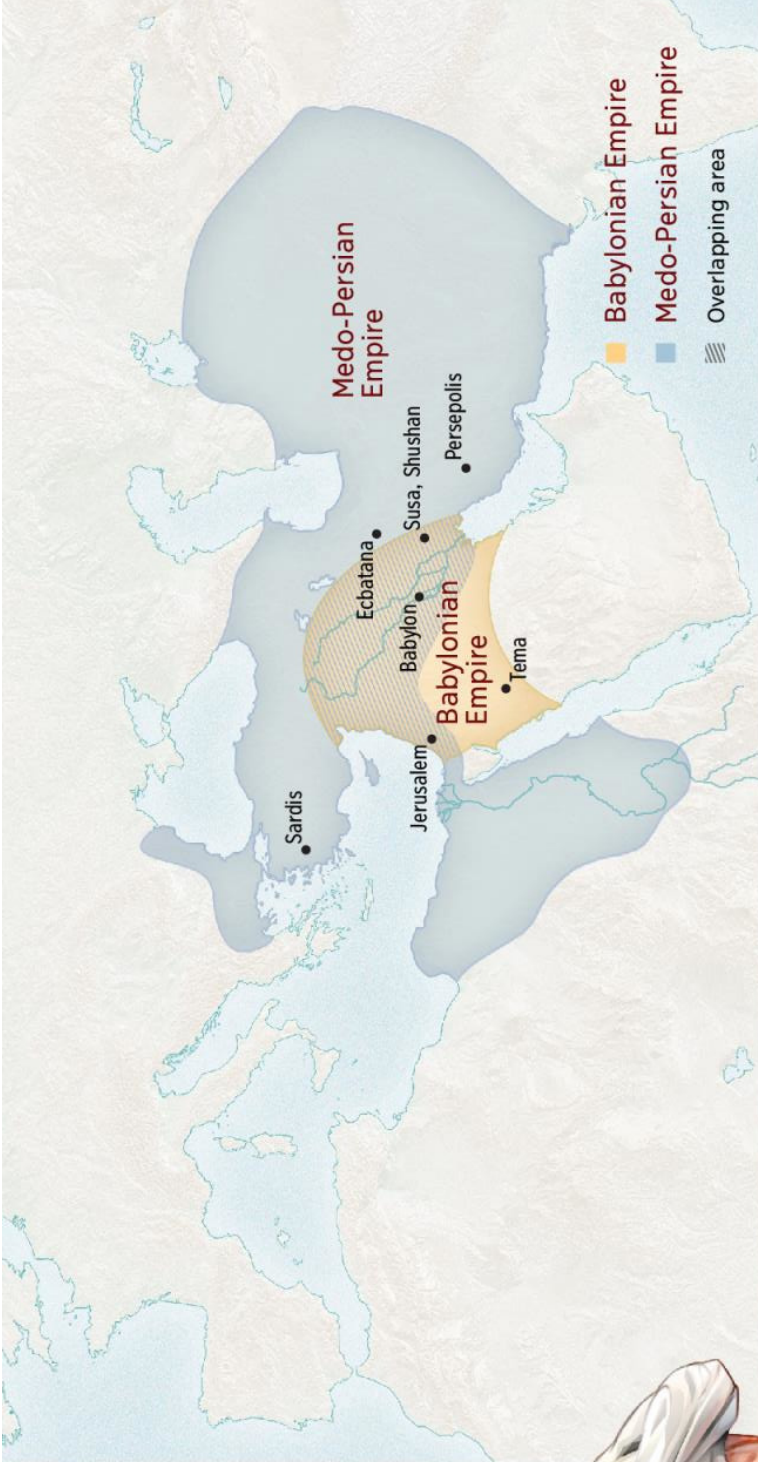 Medo-Persian
Empire
Sardis
Ecbatana
Susa, Shushan
Persepolis
Babylon
Jerusalem
Babylonian
Empire
Tema
Babylonian Empire
Medo-Persian Empire
Overlapping area